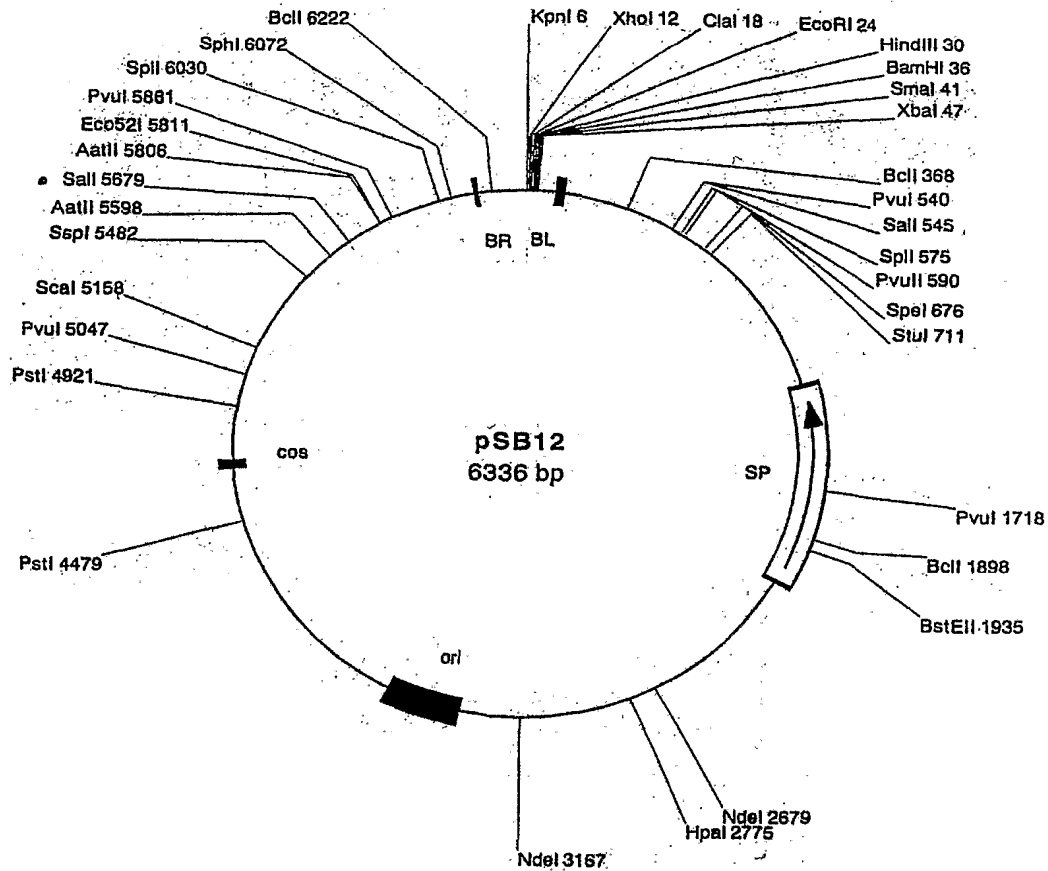 BclI 6222
SphI 6072
SplI 6030
PvuI 5861
Eco52I 5811
AatII 5806
SalI 5679
AatII 5598
SspI 5482
ScaI 5158
PvuI 5047
PstI 4921
PstI 4479
KpnI 6
XhoI 12
ClaI 18
EcoRI 24
HindIII 30
BamHI 36
SmaI 41
XbaI 47
BclI 368
PvuI 540
SalI 545
SplI 575
PvuII 590
SpeI 676
StuI 711
BR
BL
cos
pSB12
6336 bp
SP
PvuI 1718
BclI 1898
BstEII 1935
ori
NdeI 2679
HpaI 2775
NdeI 3167